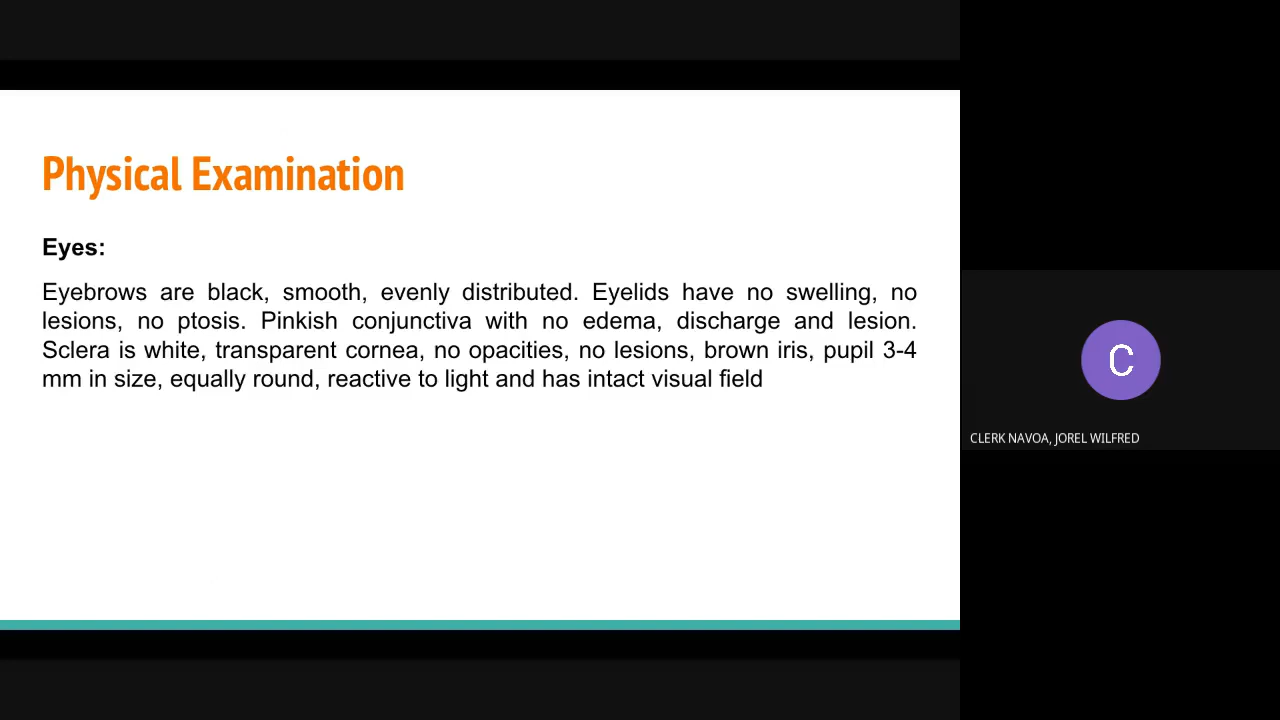 Physical Examination
Eyes:
Eyebrows are black, smooth, evenly distributed. Eyelids have no swelling, no
lesions, no ptosis. Pinkish conjunctiva with no edema, discharge and lesion.
Sclera is white, transparent cornea, no opacities, no lesions, brown iris, pupil 3-4
mm in size, equally round, reactive to light and has intact visual field
C
CLERK NAVOA, JOREL WILFRED